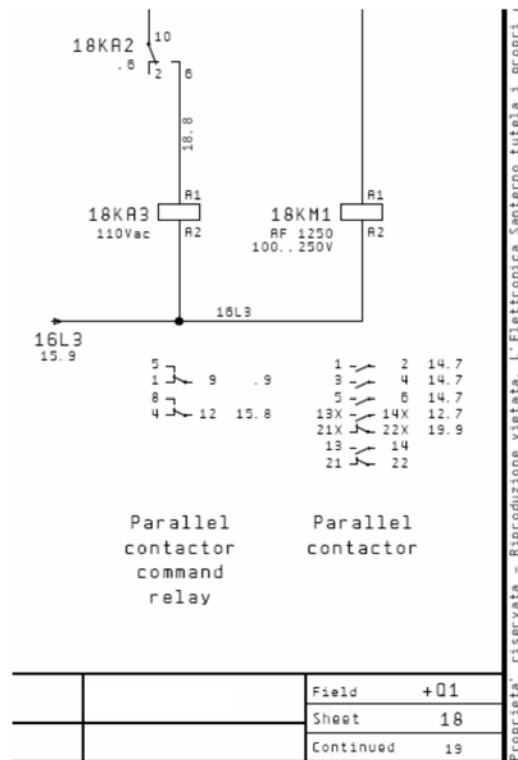 18KA2
10
.6
2
6
18.8
18KA3
A1
110Vac
A2
18KM1
A1
AF 1250
A2
100..250V
16L3
16L3
15.9
5
1 9 .9
8
4 12 15.8
1 2 14.7
3 4 14.7
5 6 14.7
13X 14X 12.7
21X 22X 19.9
13 14
21 22
Parallel
contactor
command
relay
Parallel
contactor
Field +Q1
Sheet 18
Continued 19
Proprieta' riservata - Riproduzione vietata. L'Elettronica Santerno tutela i propri